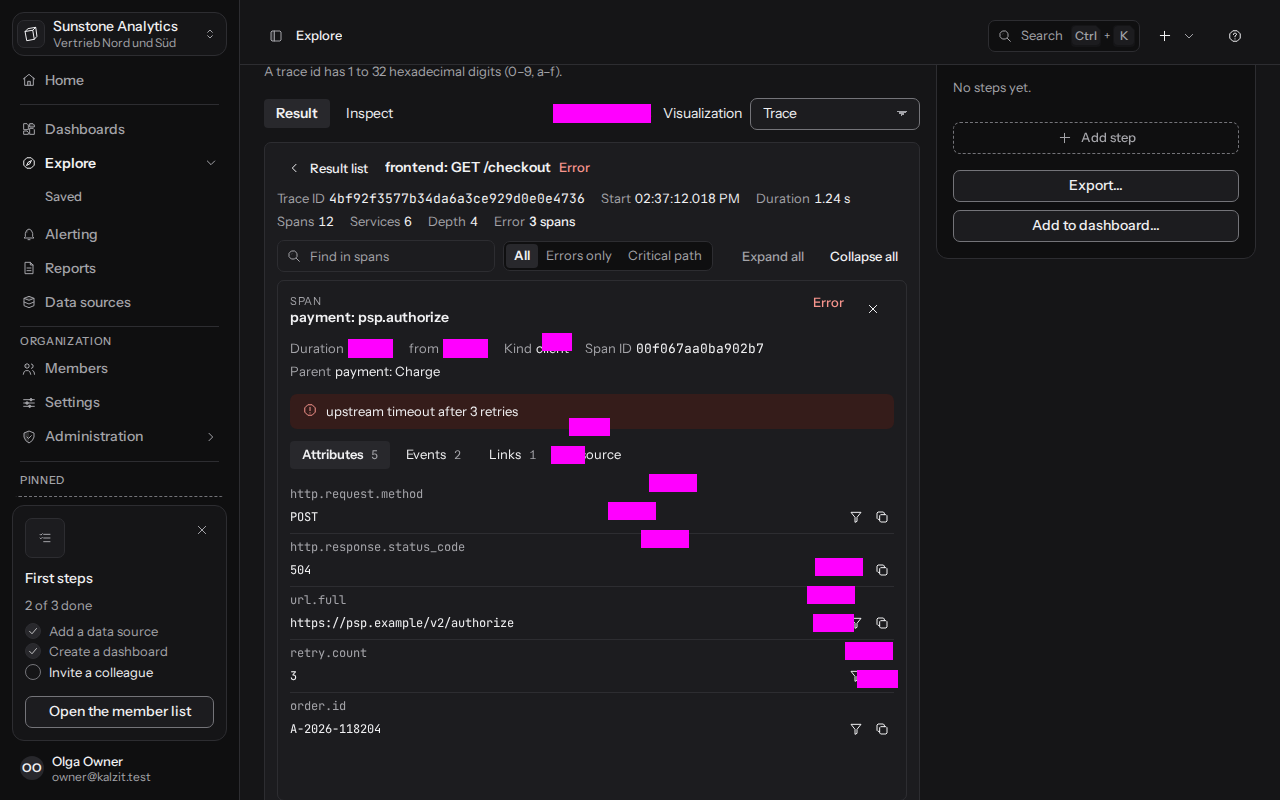 Sunstone Analytics
Vertrieb Nord und Süd
Home
Dashboards
Explore
Saved
Alerting
Reports
Data sources
ORGANIZATION
Members
Settings
Administration
PINNED
First steps
2 of 3 done
Add a data source
Create a dashboard
Invite a colleague
Open the member list
OO
Olga Owner
owner@kalzit.test
Explore
Search Ctrl + K
A trace id has 1 to 32 hexadecimal digits (0–9, a–f).
Result Inspect Visualization Trace
Result list frontend: GET /checkout Error
Trace ID 4bf92f3577b34da6a3ce929d0e0e4736 Start 02:37:12.018 PM Duration 1.24 s
Spans 12 Services 6 Depth 4 Error 3 spans
Find in spans All Errors only Critical path Expand all Collapse all
SPAN
payment: psp.authorize Error
Duration from Kind Span ID 00f067aa0ba902b7
Parent payment: Charge
upstream timeout after 3 retries
Attributes 5 Events 2 Links 1
http.request.method
POST
http.response.status_code
504
url.full
https://psp.example/v2/authorize
retry.count
3
order.id
A-2026-118204
No steps yet.
Add step
Export...
Add to dashboard...